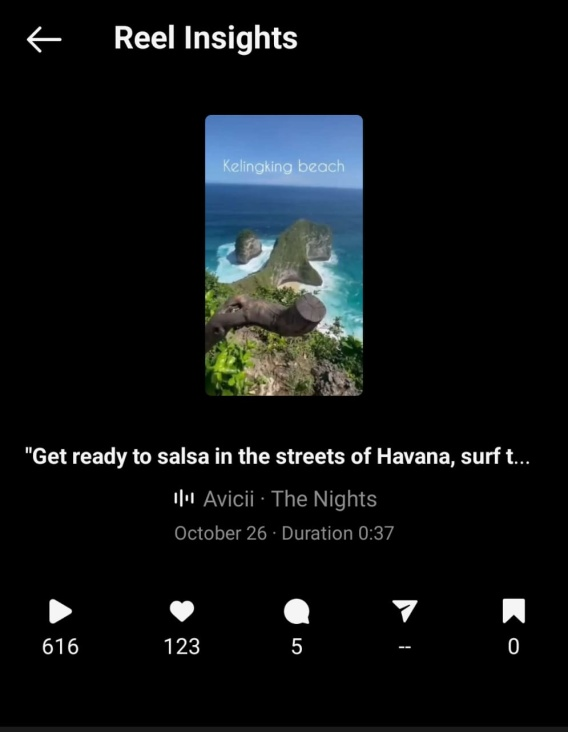 Reel Insights
Kelingking beach
"Get ready to salsa in the streets of Havana, surf t...
Avicii · The Nights
October 26 · Duration 0:37
616 123 5 -- 0